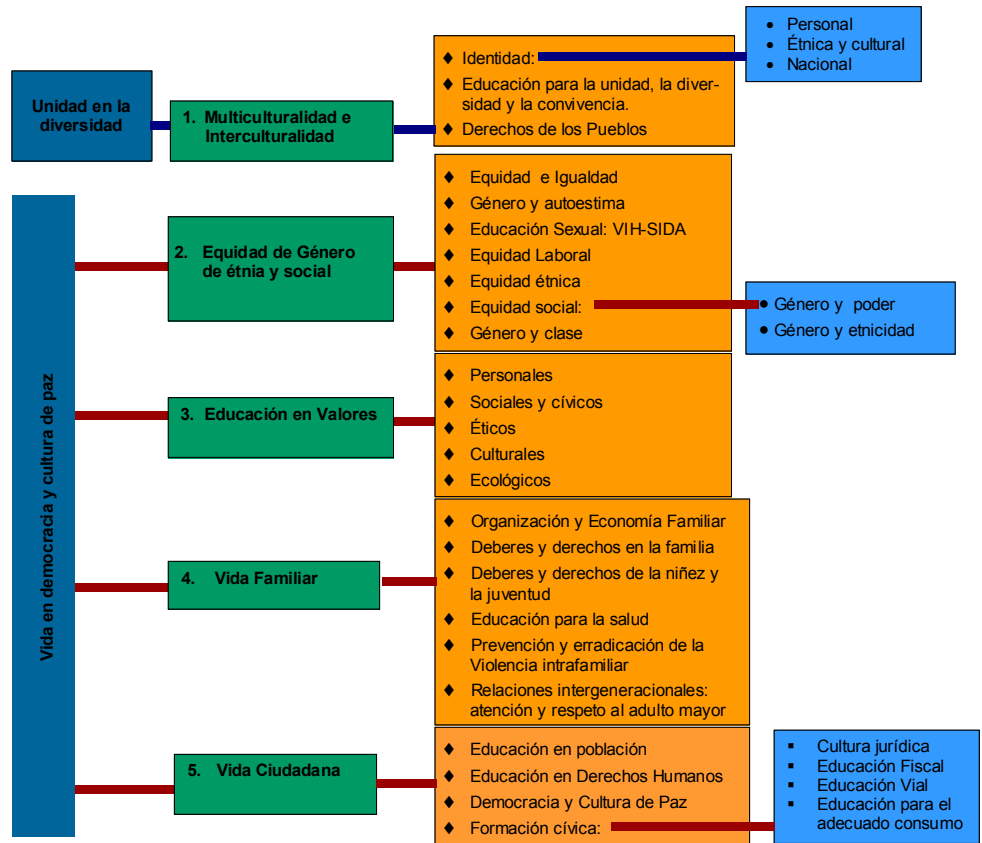 Unidad en la
diversidad
1. Multiculturalidad e
Interculturalidad
♦ Identidad:
♦ Educación para la unidad, la diver-
sidad y la convivencia.
♦ Derechos de los Pueblos
• Personal
• Étnica y cultural
• Nacional
Vida en democracia y cultura de paz
2. Equidad de Género
de étnia y social
♦ Equidad e Igualdad
♦ Género y autoestima
♦ Educación Sexual: VIH-SIDA
♦ Equidad Laboral
♦ Equidad étnica
♦ Equidad social:
♦ Género y clase
• Género y poder
• Género y etnicidad
3. Educación en Valores
♦ Personales
♦ Sociales y cívicos
♦ Éticos
♦ Culturales
♦ Ecológicos
4. Vida Familiar
♦ Organización y Economía Familiar
♦ Deberes y derechos en la familia
♦ Deberes y derechos de la niñez y
la juventud
♦ Educación para la salud
♦ Prevención y erradicación de la
Violencia intrafamiliar
♦ Relaciones intergeneracionales:
atención y respeto al adulto mayor
5. Vida Ciudadana
♦ Educación en población
♦ Educación en Derechos Humanos
♦ Democracia y Cultura de Paz
♦ Formación cívica:
▪ Cultura jurídica
▪ Educación Fiscal
▪ Educación Vial
▪ Educación para el
adecuado consumo